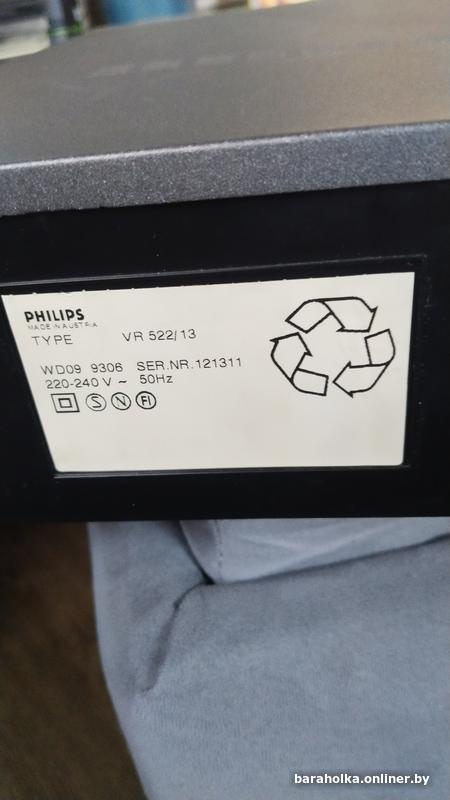 PHILIPS
MADE IN AUSTRIA
TYPE VR 522/13
WD09 9306 SER.NR.121311
220-240 V ~ 50Hz
S N FI
baraholka.onliner.by